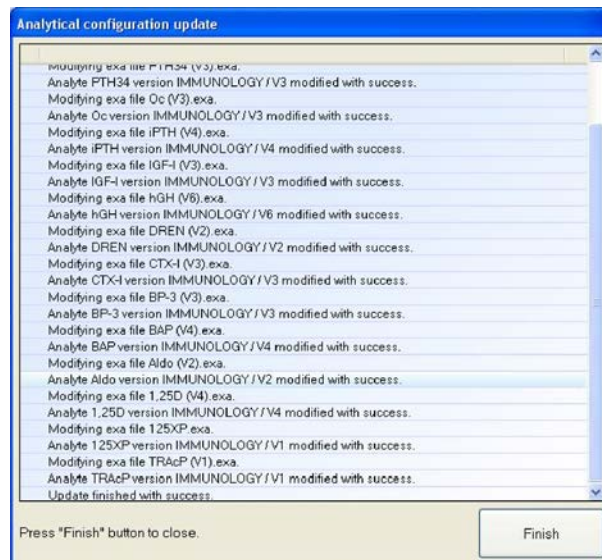 Analytical configuration update
Modifying exa file PTH34 (V3).exa.
Analyte PTH34 version IMMUNOLOGY / V3 modified with success.
Modifying exa file Oc (V3).exa.
Analyte Oc version IMMUNOLOGY / V3 modified with success.
Modifying exa file iPTH (V4).exa.
Analyte iPTH version IMMUNOLOGY / V4 modified with success.
Modifying exa file IGF-I (V3).exa.
Analyte IGF-I version IMMUNOLOGY / V3 modified with success.
Modifying exa file hGH (V6).exa.
Analyte hGH version IMMUNOLOGY / V6 modified with success.
Modifying exa file DREN (V2).exa.
Analyte DREN version IMMUNOLOGY / V2 modified with success.
Modifying exa file CTX-I (V3).exa.
Analyte CTX-I version IMMUNOLOGY / V3 modified with success.
Modifying exa file BP-3 (V3).exa.
Analyte BP-3 version IMMUNOLOGY / V3 modified with success.
Modifying exa file BAP (V4).exa.
Analyte BAP version IMMUNOLOGY / V4 modified with success.
Modifying exa file Aldo (V2).exa.
Analyte Aldo version IMMUNOLOGY / V2 modified with success.
Modifying exa file 1,25D (V4).exa.
Analyte 1,25D version IMMUNOLOGY / V4 modified with success.
Modifying exa file 125XP.exa.
Analyte 125XP version IMMUNOLOGY / V1 modified with success.
Modifying exa file TRAcP (V1).exa.
Analyte TRAcP version IMMUNOLOGY / V1 modified with success.
Update finished with success.
Press "Finish" button to close.
Finish